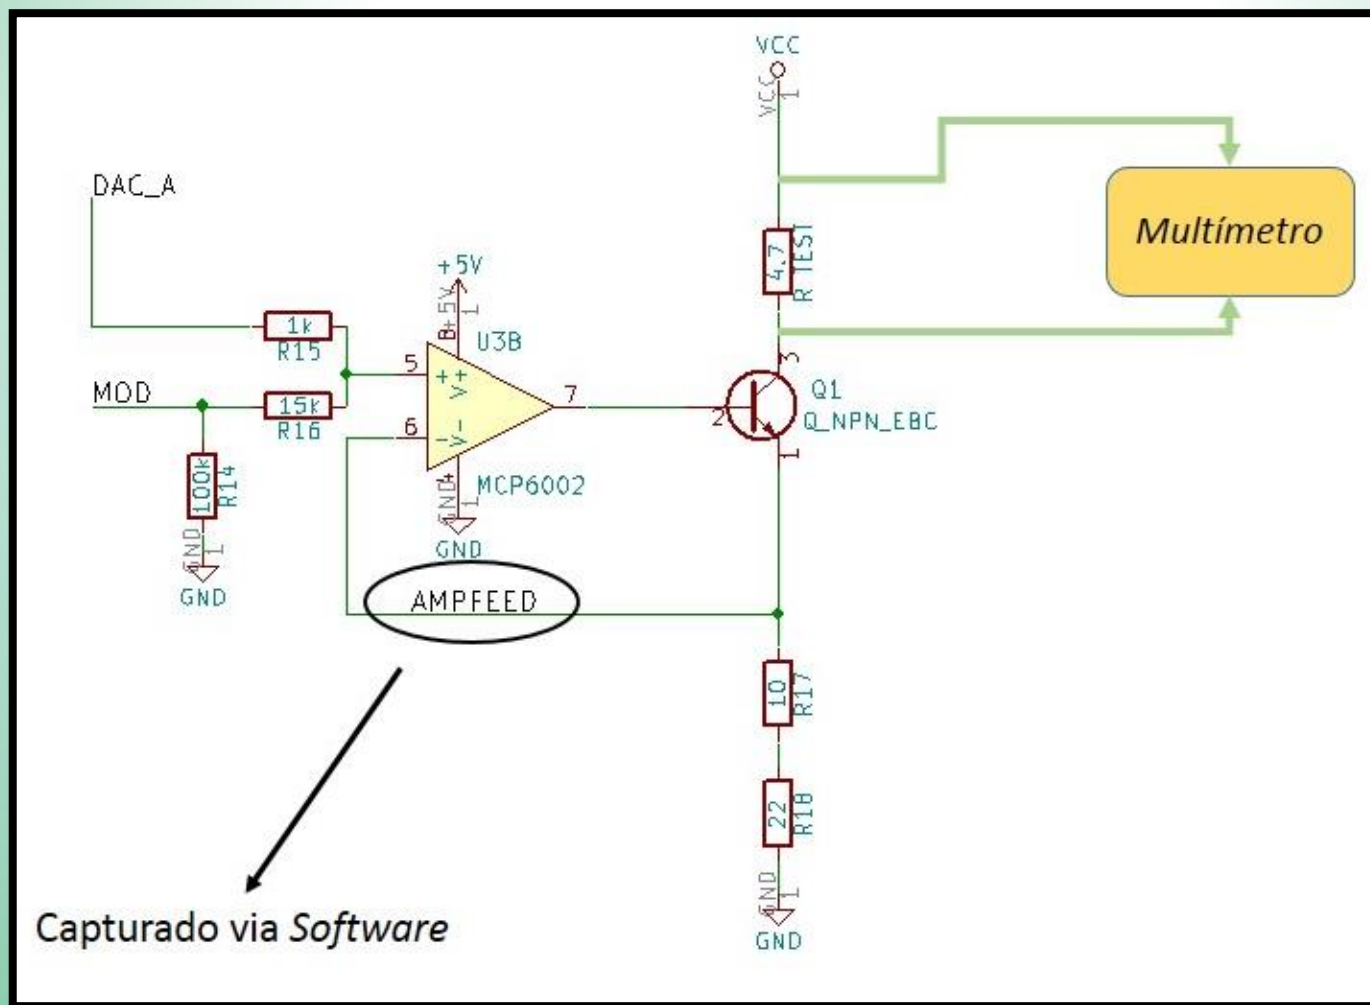 VCC
VCC
1
DAC_A
Multímetro
4.7
R_TEST
+5V
+5V
1
8
1k
R15
U3B
5
+
V+
3
MOD
15k
R16
7
2
Q1
Q_NPN_EBC
6
-
V-
1
100k
R14
4
MCP6002
GND
1
GND
GND
1
GND
AMPFEED
10
R17
22
R18
GND
1
GND
Capturado via Software